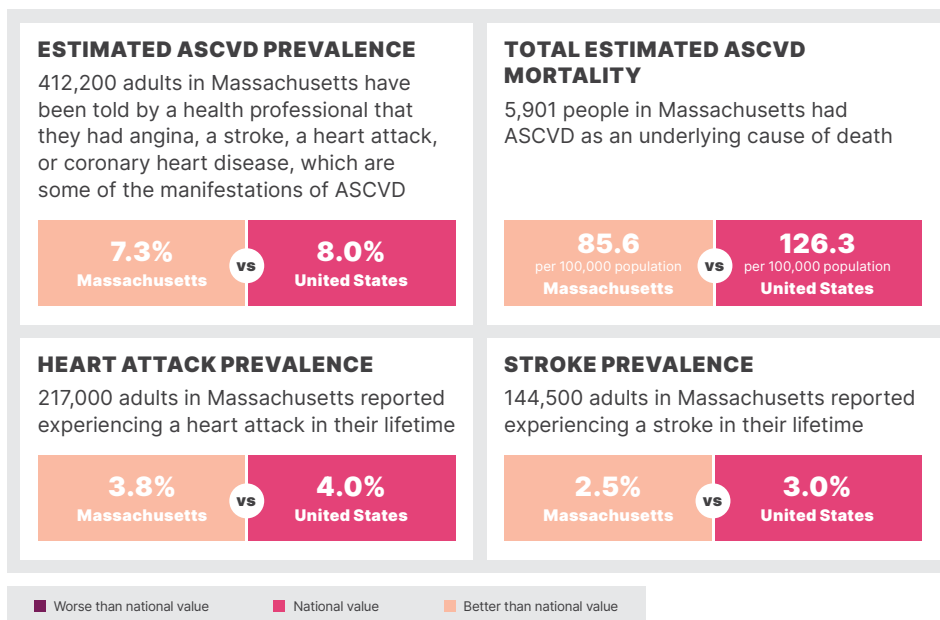 ESTIMATED ASCVD PREVALENCE
412,200 adults in Massachusetts have
been told by a health professional that
they had angina, a stroke, a heart attack,
or coronary heart disease, which are
some of the manifestations of ASCVD
7.3%
Massachusetts
vs
8.0%
United States
TOTAL ESTIMATED ASCVD
MORTALITY
5,901 people in Massachusetts had
ASCVD as an underlying cause of death
85.6
per 100,000 population
Massachusetts
vs
126.3
per 100,000 population
United States
HEART ATTACK PREVALENCE
217,000 adults in Massachusetts reported
experiencing a heart attack in their lifetime
3.8%
Massachusetts
vs
4.0%
United States
STROKE PREVALENCE
144,500 adults in Massachusetts reported
experiencing a stroke in their lifetime
2.5%
Massachusetts
vs
3.0%
United States
Worse than national value
National value
Better than national value